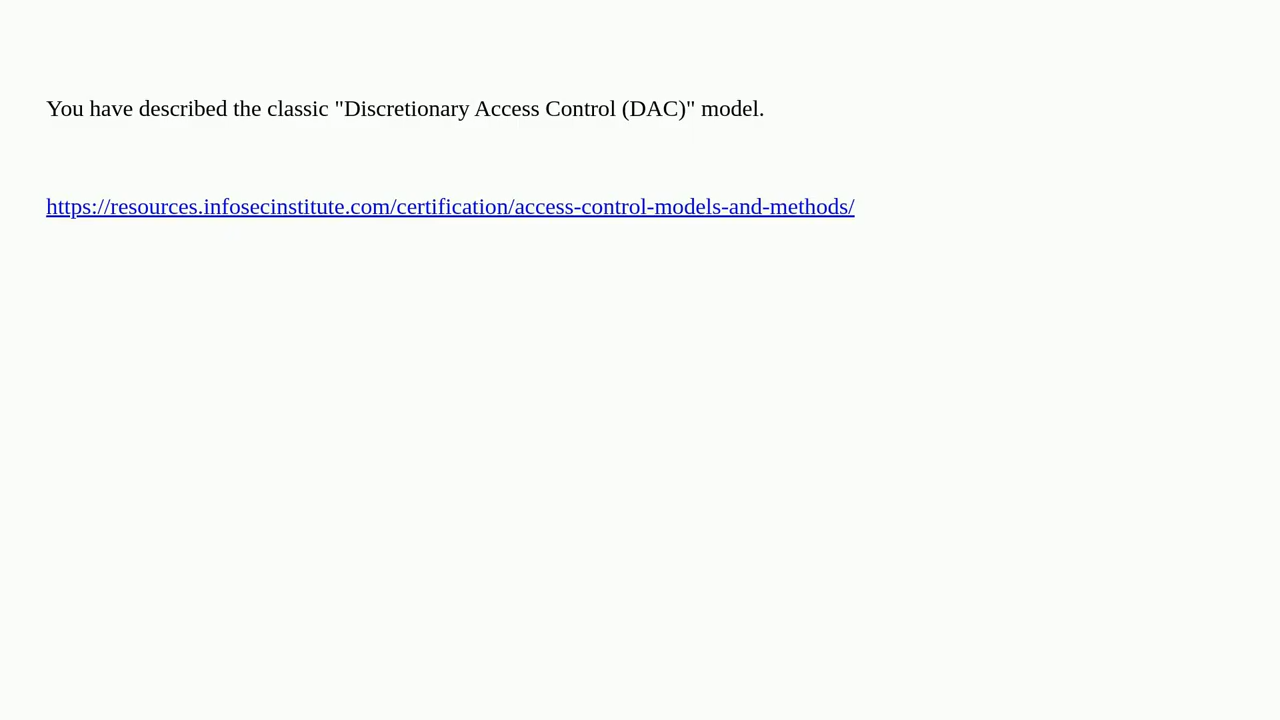 You have described the classic "Discretionary Access Control (DAC)" model.
https://resources.infosecinstitute.com/certification/access-control-models-and-methods/